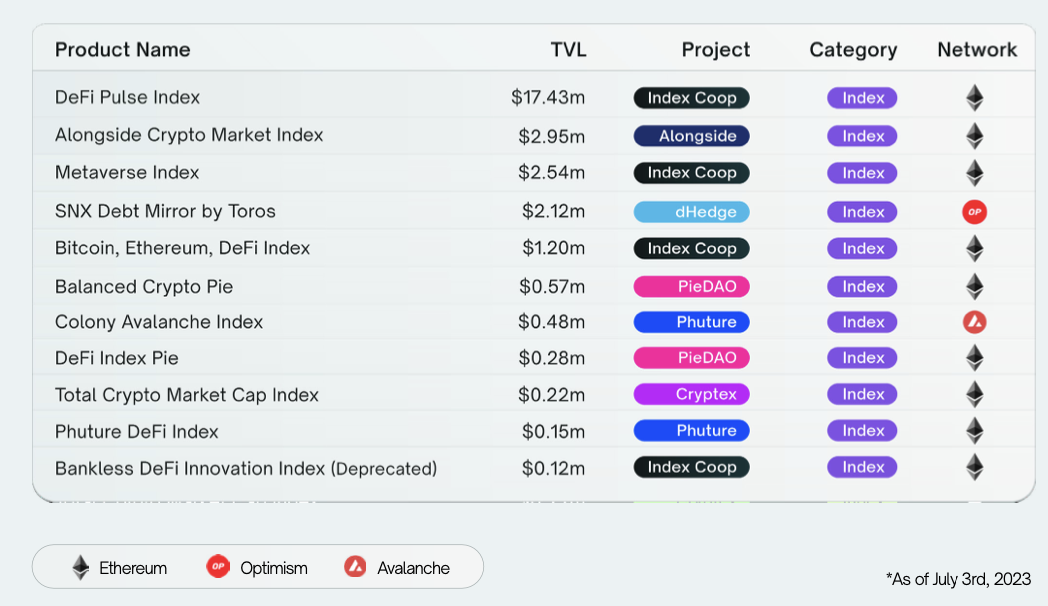 Product Name TVL Project Category Network
DeFi Pulse Index $17.43m Index Coop Index
Alongside Crypto Market Index $2.95m Alongside Index
Metaverse Index $2.54m Index Coop Index
SNX Debt Mirror by Toros $2.12m dHedge Index OP
Bitcoin, Ethereum, DeFi Index $1.20m Index Coop Index
Balanced Crypto Pie $0.57m PieDAO Index
Colony Avalanche Index $0.48m Phuture Index
DeFi Index Pie $0.28m PieDAO Index
Total Crypto Market Cap Index $0.22m Cryptex Index
Phuture DeFi Index $0.15m Phuture Index
Bankless DeFi Innovation Index (Deprecated) $0.12m Index Coop Index
Ethereum OP Optimism Avalanche
*As of July 3rd, 2023